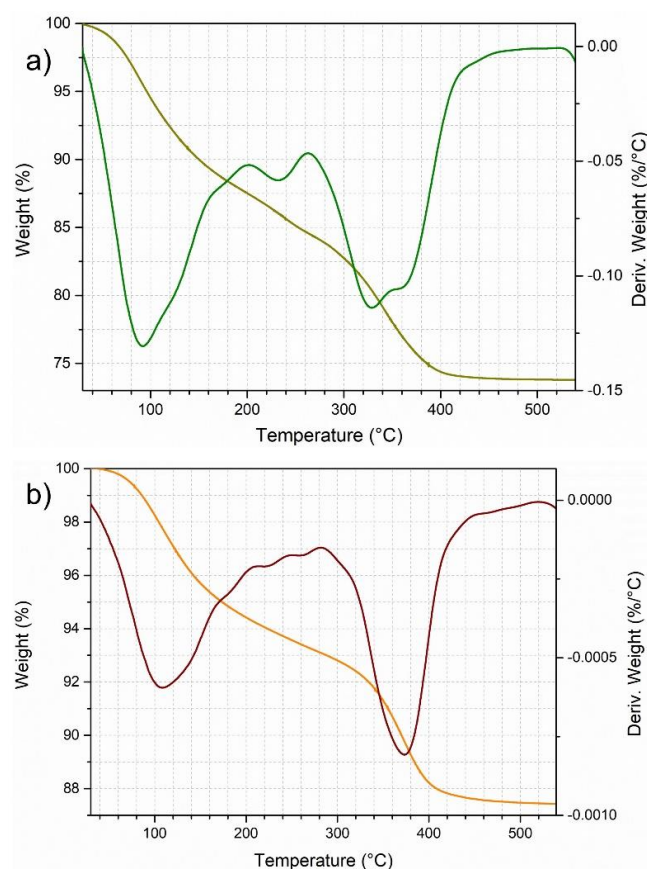 a)
Weight (%)
100
95
90
85
80
75
0.00
-0.05
-0.10
-0.15
Deriv. Weight (%/°C)
100 200 300 400 500
Temperature (°C)
b)
Weight (%)
100
98
96
94
92
90
88
0.0000
-0.0005
-0.0010
Deriv. Weight (%/°C)
100 200 300 400 500
Temperature (°C)